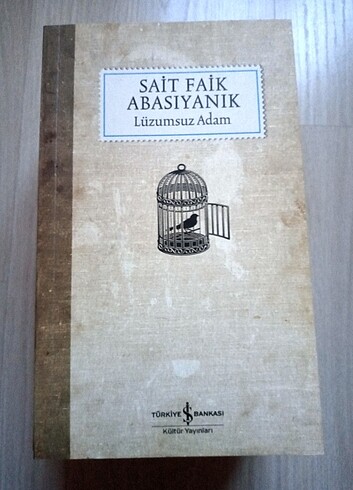 SAİT FAİK
ABASIYANIK
Lüzumsuz Adam
TÜRKİYE İŞ BANKASI
Kültür Yayınları